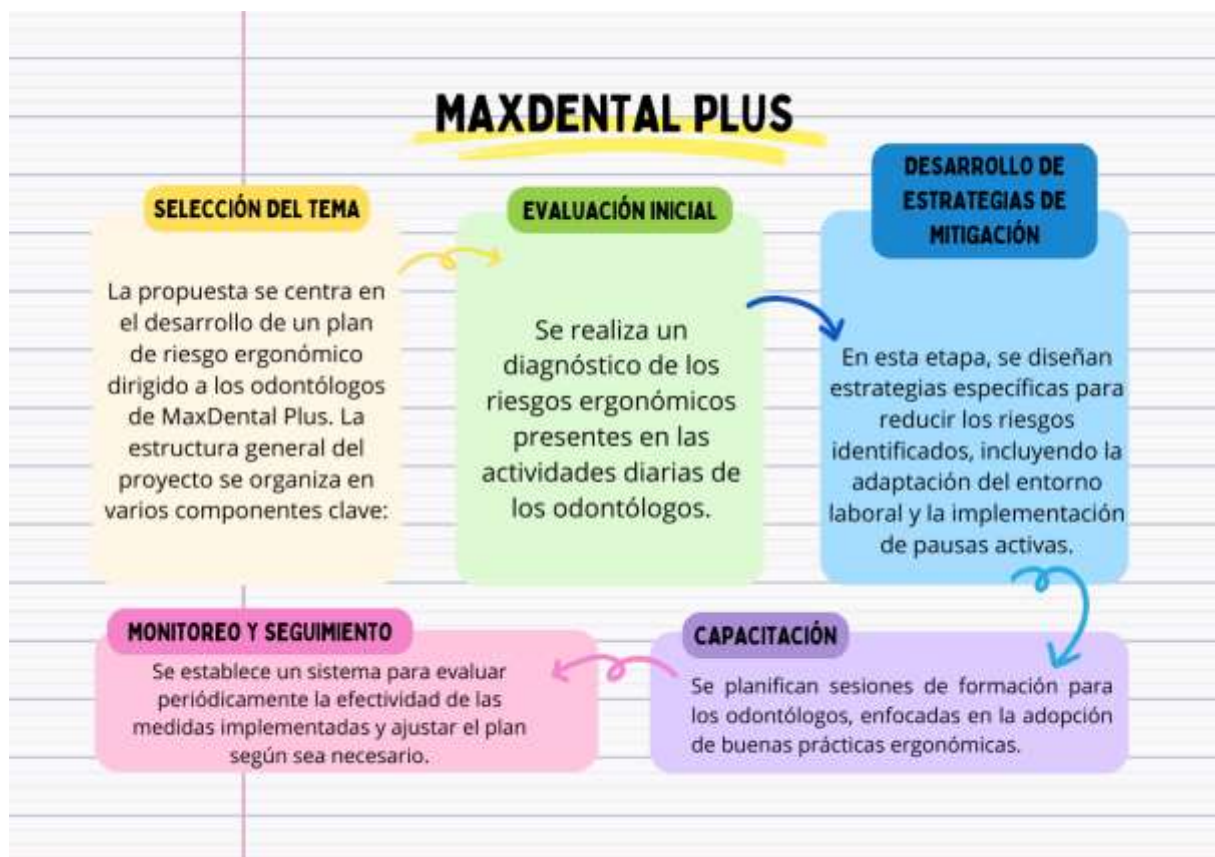 MAXDENTAL PLUS
SELECCIÓN DEL TEMA
La propuesta se centra en
el desarrollo de un plan
de riesgo ergonómico
dirigido a los odontólogos
de MaxDental Plus. La
estructura general del
proyecto se organiza en
varios componentes clave:
EVALUACIÓN INICIAL
Se realiza un
diagnóstico de los
riesgos ergonómicos
presentes en las
actividades diarias de
los odontólogos.
DESARROLLO DE
ESTRATEGIAS DE
MITIGACIÓN
En esta etapa, se diseñan
estrategias específicas para
reducir los riesgos
identificados, incluyendo la
adaptación del entorno
laboral y la implementación
de pausas activas.
CAPACITACIÓN
Se planifican sesiones de formación para
los odontólogos, enfocadas en la adopción
de buenas prácticas ergonómicas.
MONITOREO Y SEGUIMIENTO
Se establece un sistema para evaluar
periódicamente la efectividad de las
medidas implementadas y ajustar el plan
según sea necesario.